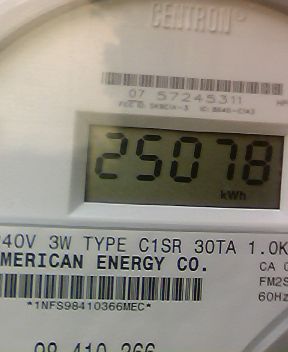 CENTRON®
07 57245311
25078
kWh
240V 3W TYPE C1SR 30TA 1.0K
AMERICAN ENERGY CO.
CA
FM2S
60Hz
*1NFS98410366MEC*
98 410 366